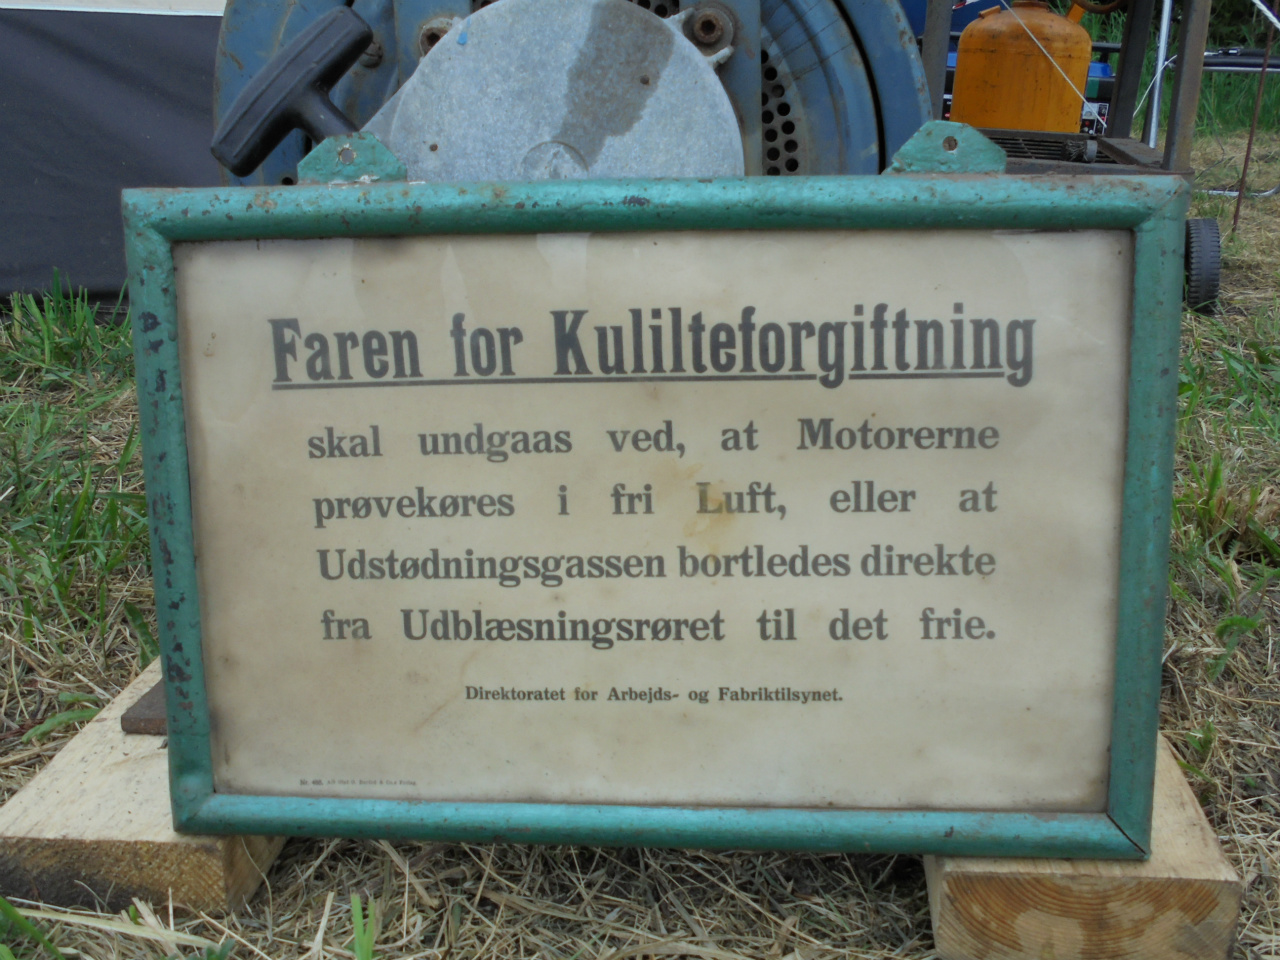 Faren for Kulilteforgiftning
skal undgaas ved, at Motorerne
prøvekøres i fri Luft, eller at
Udstødningsgassen bortledes direkte
fra Udblæsningsrøret til det frie.
Direktoratet for Arbejds- og Fabriktilsynet.